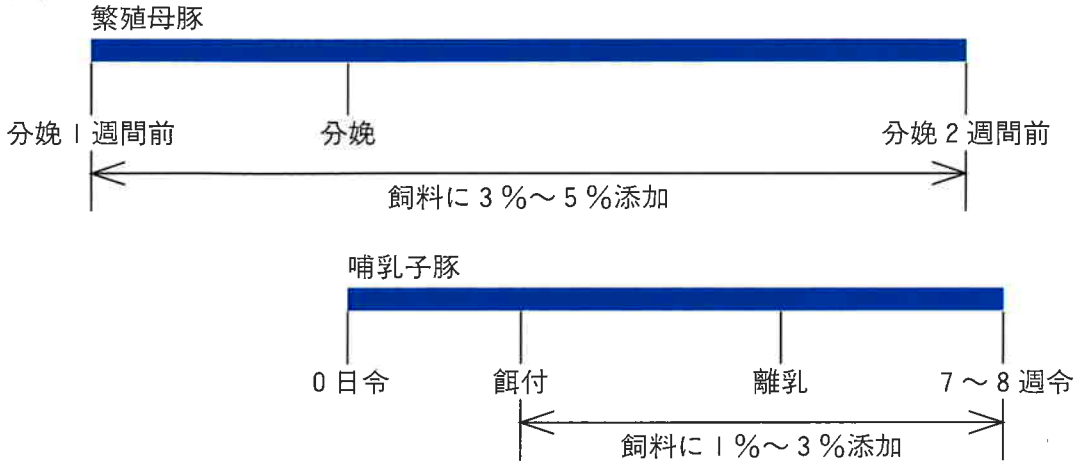 繁殖母豚
分娩1週間前
分娩
分娩2週間前
飼料に3%～5%添加
哺乳子豚
0日令
餌付
離乳
7～8週令
飼料に1%～3%添加